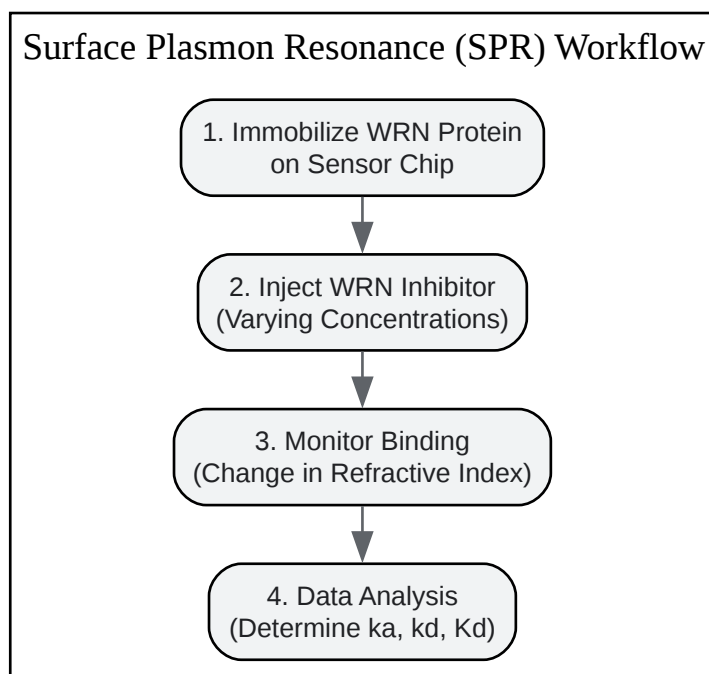 Surface Plasmon Resonance (SPR) Workflow
1. Immobilize WRN Protein
on Sensor Chip
2. Inject WRN Inhibitor
(Varying Concentrations)
3. Monitor Binding
(Change in Refractive Index)
4. Data Analysis
(Determine ka, kd, Kd)